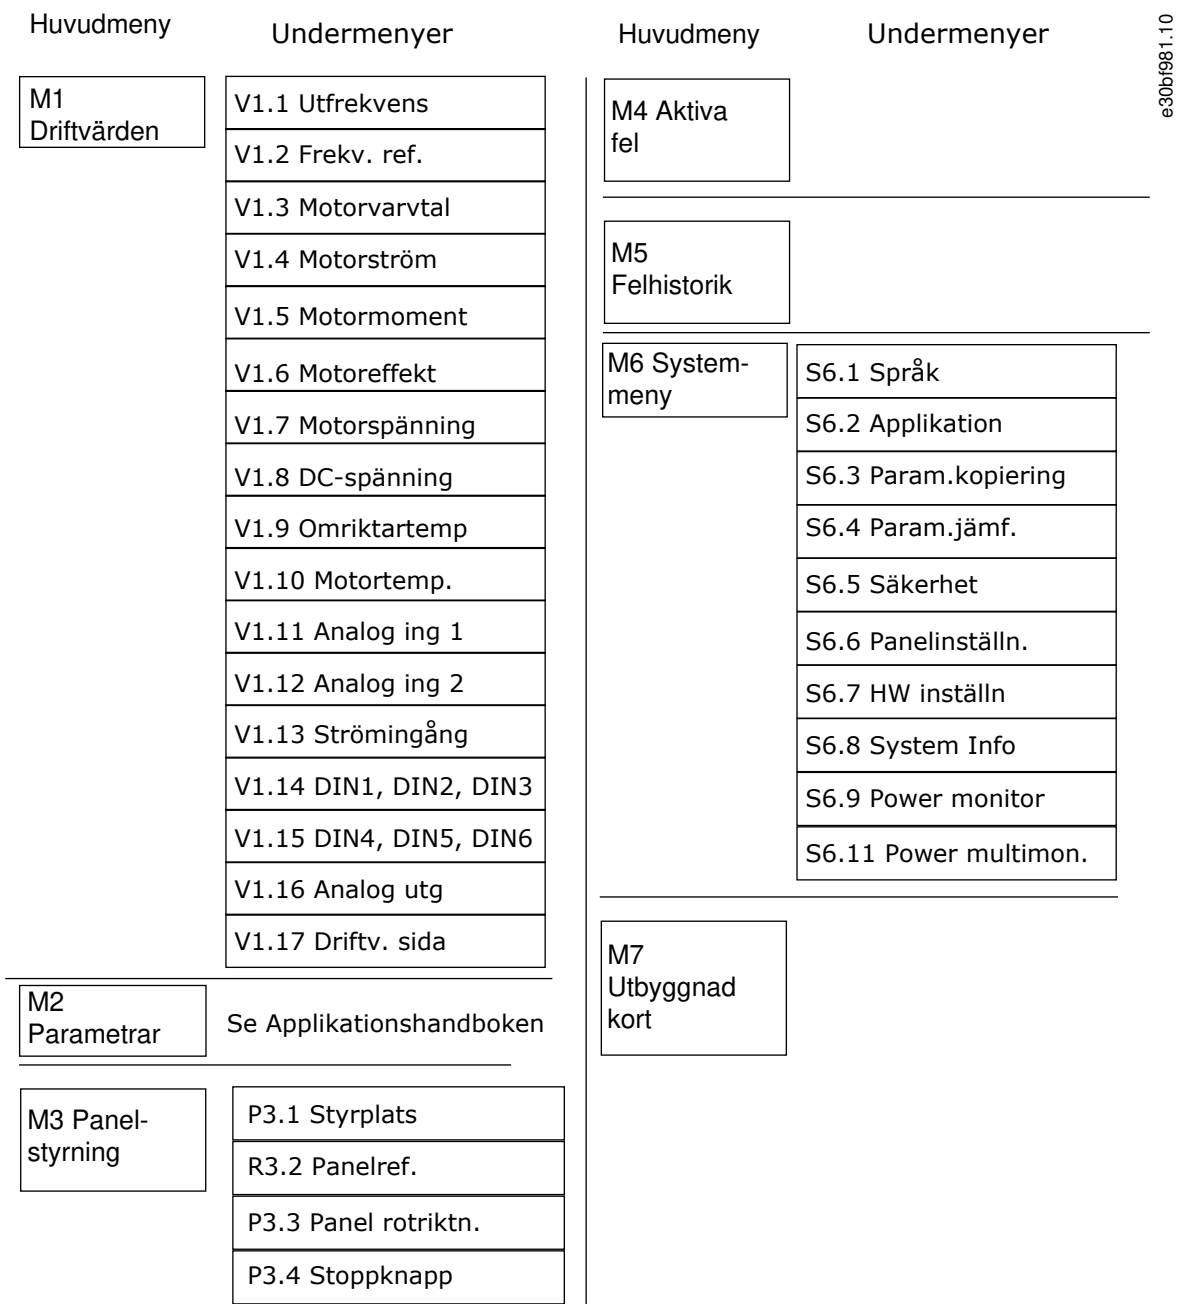 Huvudmeny
Undermenyer
M1
Driftvärden
V1.1 Utfrekvens
V1.2 Frekv. ref.
V1.3 Motorvarvtal
V1.4 Motorström
V1.5 Motormoment
V1.6 Motoreffekt
V1.7 Motorspänning
V1.8 DC-spänning
V1.9 Omriktartemp
V1.10 Motortemp.
V1.11 Analog ing 1
V1.12 Analog ing 2
V1.13 Strömingång
V1.14 DIN1, DIN2, DIN3
V1.15 DIN4, DIN5, DIN6
V1.16 Analog utg
V1.17 Driftv. sida
M2
Parametrar
Se Applikationshandboken
M3 Panel-
styrning
P3.1 Styrplats
R3.2 Panelref.
P3.3 Panel rotriktn.
P3.4 Stoppknapp
Huvudmeny
Undermenyer
M4 Aktiva
fel
M5
Felhistorik
M6 System-
meny
S6.1 Språk
S6.2 Applikation
S6.3 Param.kopiering
S6.4 Param.jämf.
S6.5 Säkerhet
S6.6 Panelinställn.
S6.7 HW inställn
S6.8 System Info
S6.9 Power monitor
S6.11 Power multimon.
M7
Utbyggnad
kort
e30bf981.10